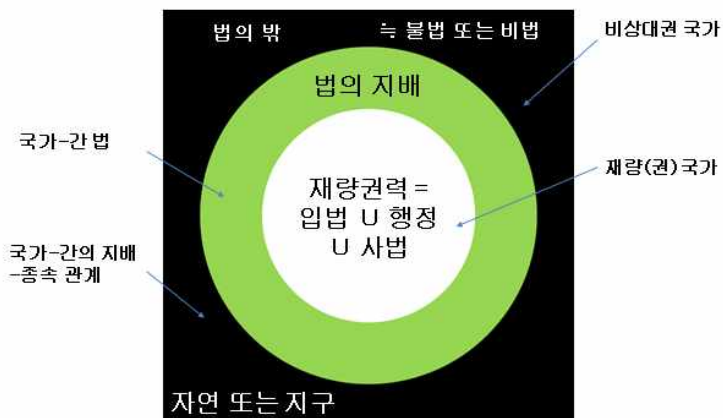 법의 밖 ≒ 불법 또는 비법
비상대권 국가
법의 지배
국가-간 법
재량(권)국가
재량권력 =
입법 ∪ 행정
∪ 사법
국가-간의 지배
-종속 관계
자연 또는 지구